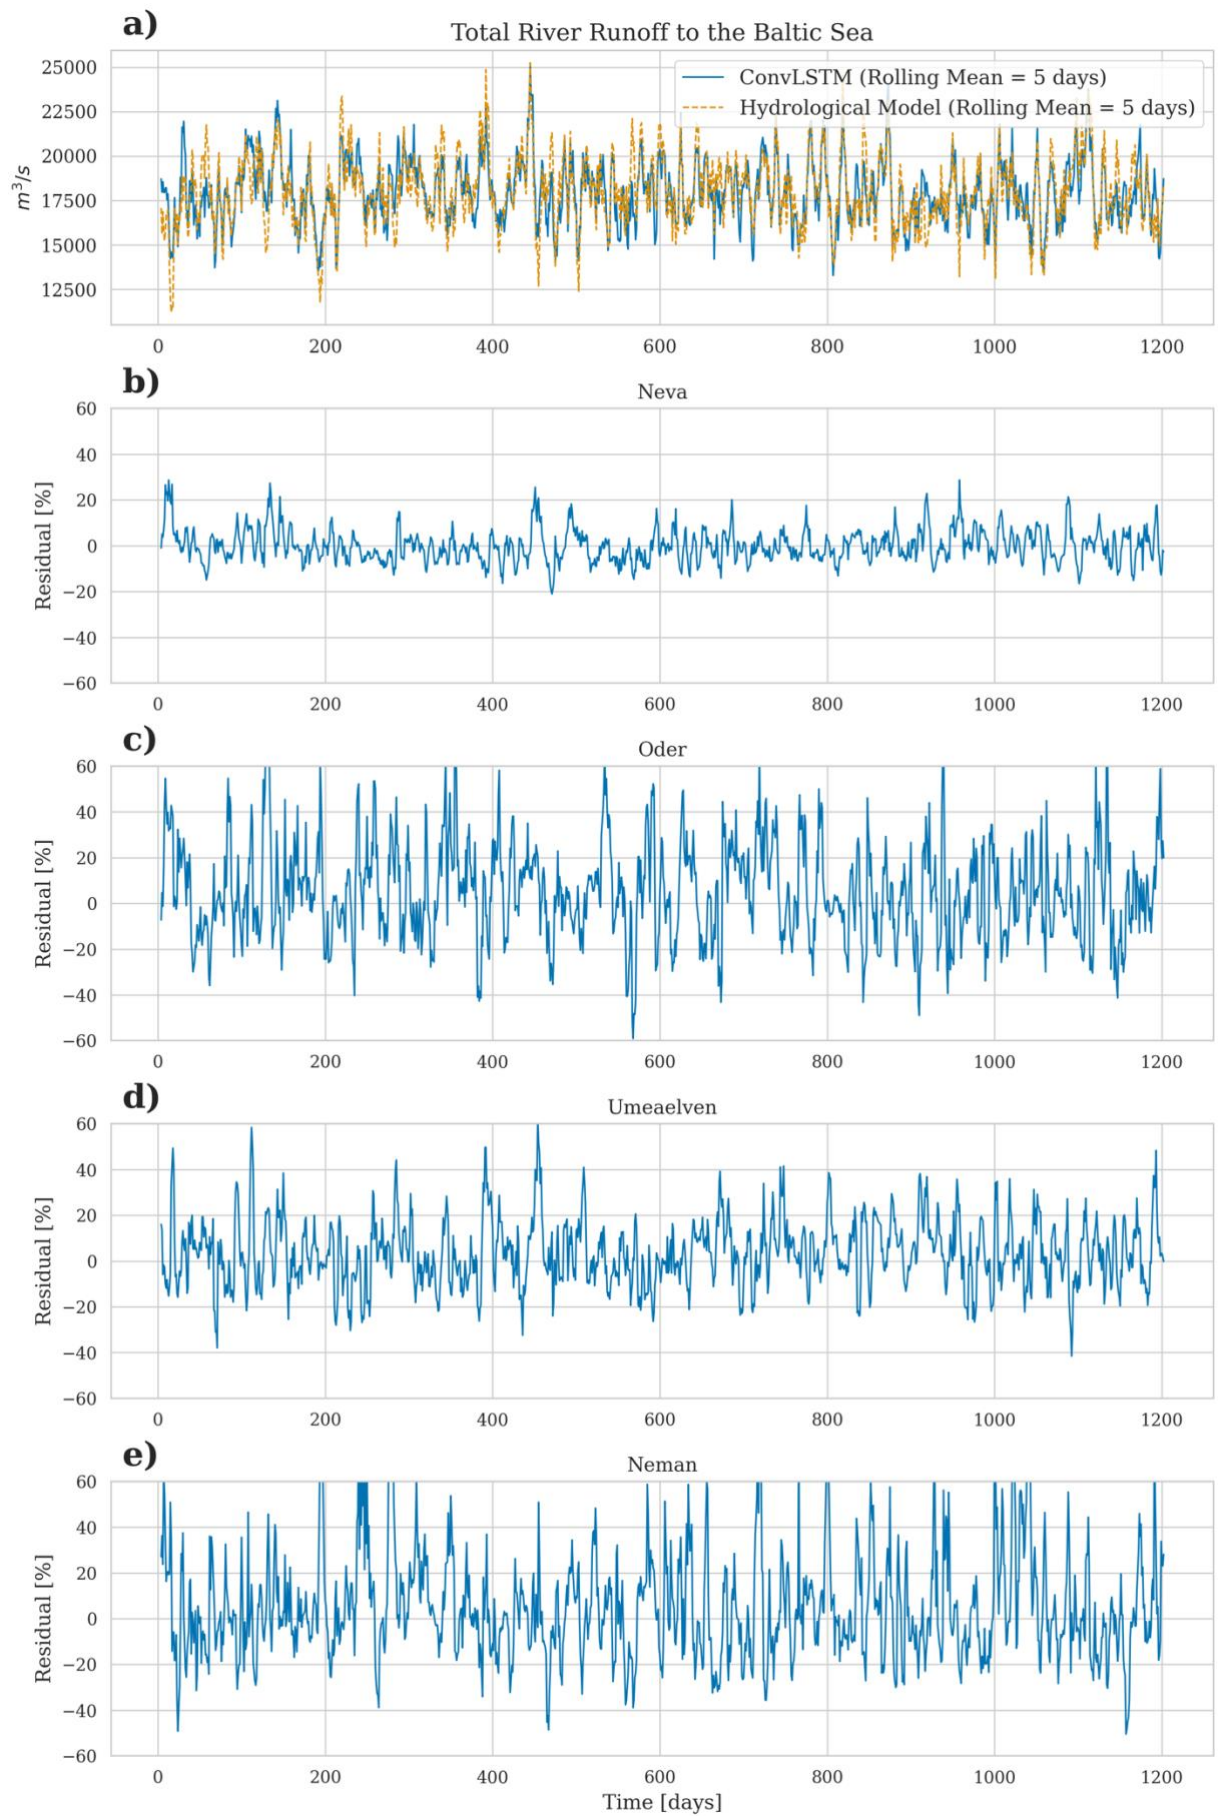 a)
Total River Runoff to the Baltic Sea
25000
22500
20000
17500
15000
12500
m³/s
ConvLSTM (Rolling Mean = 5 days)
Hydrological Model (Rolling Mean = 5 days)
0 200 400 600 800 1000 1200
b)
Neva
60
40
20
0
−20
−40
−60
Residual [%]
0 200 400 600 800 1000 1200
c)
Oder
60
40
20
0
−20
−40
−60
Residual [%]
0 200 400 600 800 1000 1200
d)
Umeaelven
60
40
20
0
−20
−40
−60
Residual [%]
0 200 400 600 800 1000 1200
e)
Neman
60
40
20
0
−20
−40
−60
Residual [%]
0 200 400 600 800 1000 1200
Time [days]